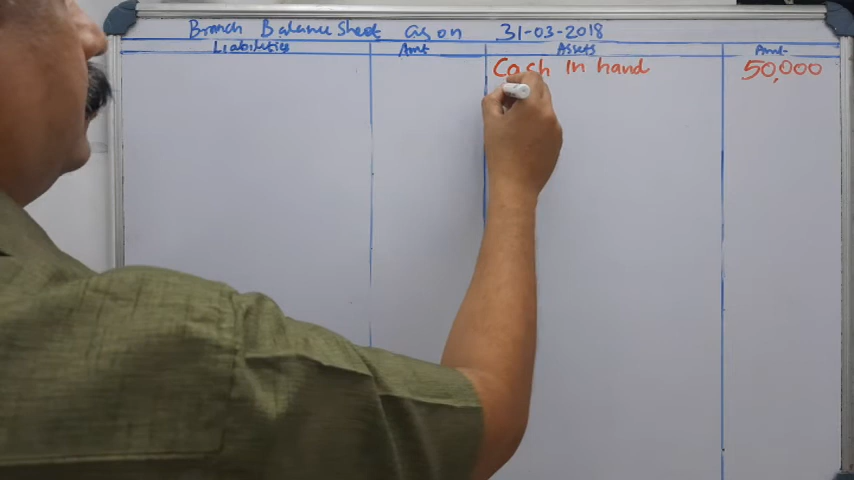 Branch Balance Sheet as on 31-03-2018
Liabilities Amt Assets Amt
Cash in hand 50,000